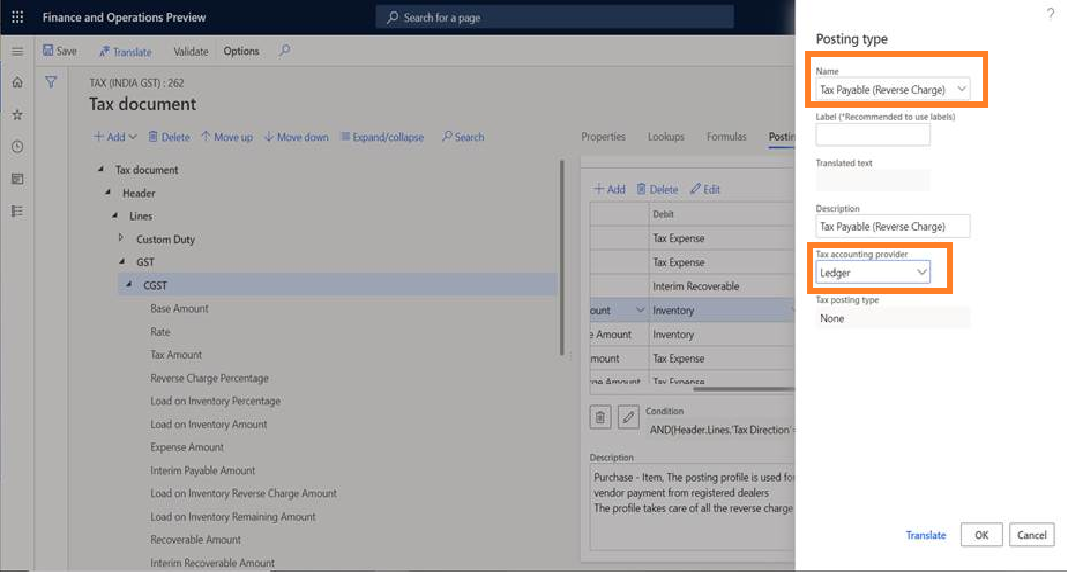 Finance and Operations Preview
Search for a page
?
Save
Translate
Validate
Options
TAX (INDIA GST) : 262
Tax document
Add
Delete
Move up
Move down
Expand/collapse
Search
Tax document
Header
Lines
Custom Duty
GST
CGST
Base Amount
Rate
Tax Amount
Reverse Charge Percentage
Load on Inventory Percentage
Load on Inventory Amount
Expense Amount
Interim Payable Amount
Load on Inventory Reverse Charge Amount
Load on Inventory Remaining Amount
Recoverable Amount
Interim Recoverable Amount
Properties
Lookups
Formulas
Postin
Add
Delete
Edit
Debit
Tax Expense
Tax Expense
Interim Recoverable
ount
Inventory
e Amount
Inventory
mount
Tax Expense
rge Amount
Tax Expense
Condition
AND(Header.Lines.'Tax Direction'=
Description
Purchase - Item, The posting profile is used fo
vendor payment from registered dealers
The profile takes care of all the reverse charge
Posting type
Name
Tax Payable (Reverse Charge)
Label (*Recommended to use labels)
Translated text
Description
Tax Payable (Reverse Charge)
Tax accounting provider
Ledger
Tax posting type
None
Translate
OK
Cancel